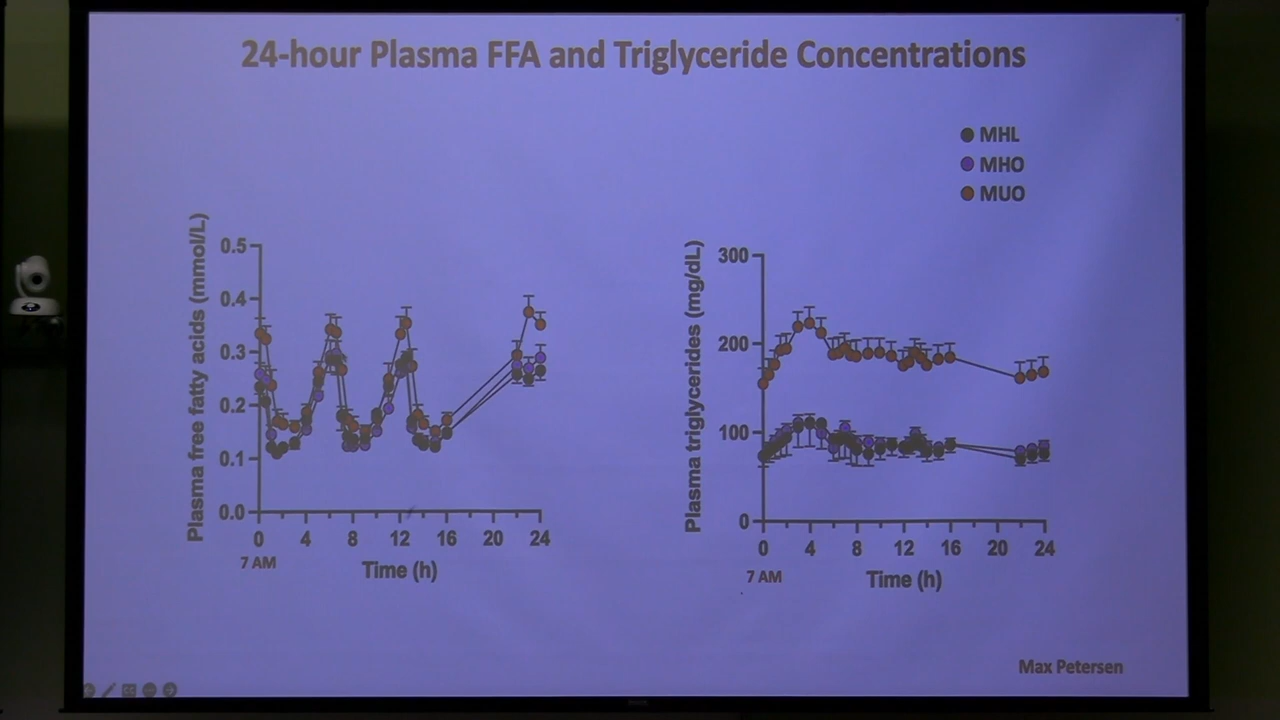 24-hour Plasma FFA and Triglyceride Concentrations
MHL
MHO
MUO
Plasma free fatty acids (mmol/L)
0.5
0.4
0.3
0.2
0.1
0.0
0 4 8 12 16 20 24
7 AM
Time (h)
Plasma triglycerides (mg/dL)
300
200
100
0
0 4 8 12 16 20 24
7 AM
Time (h)
Max Petersen